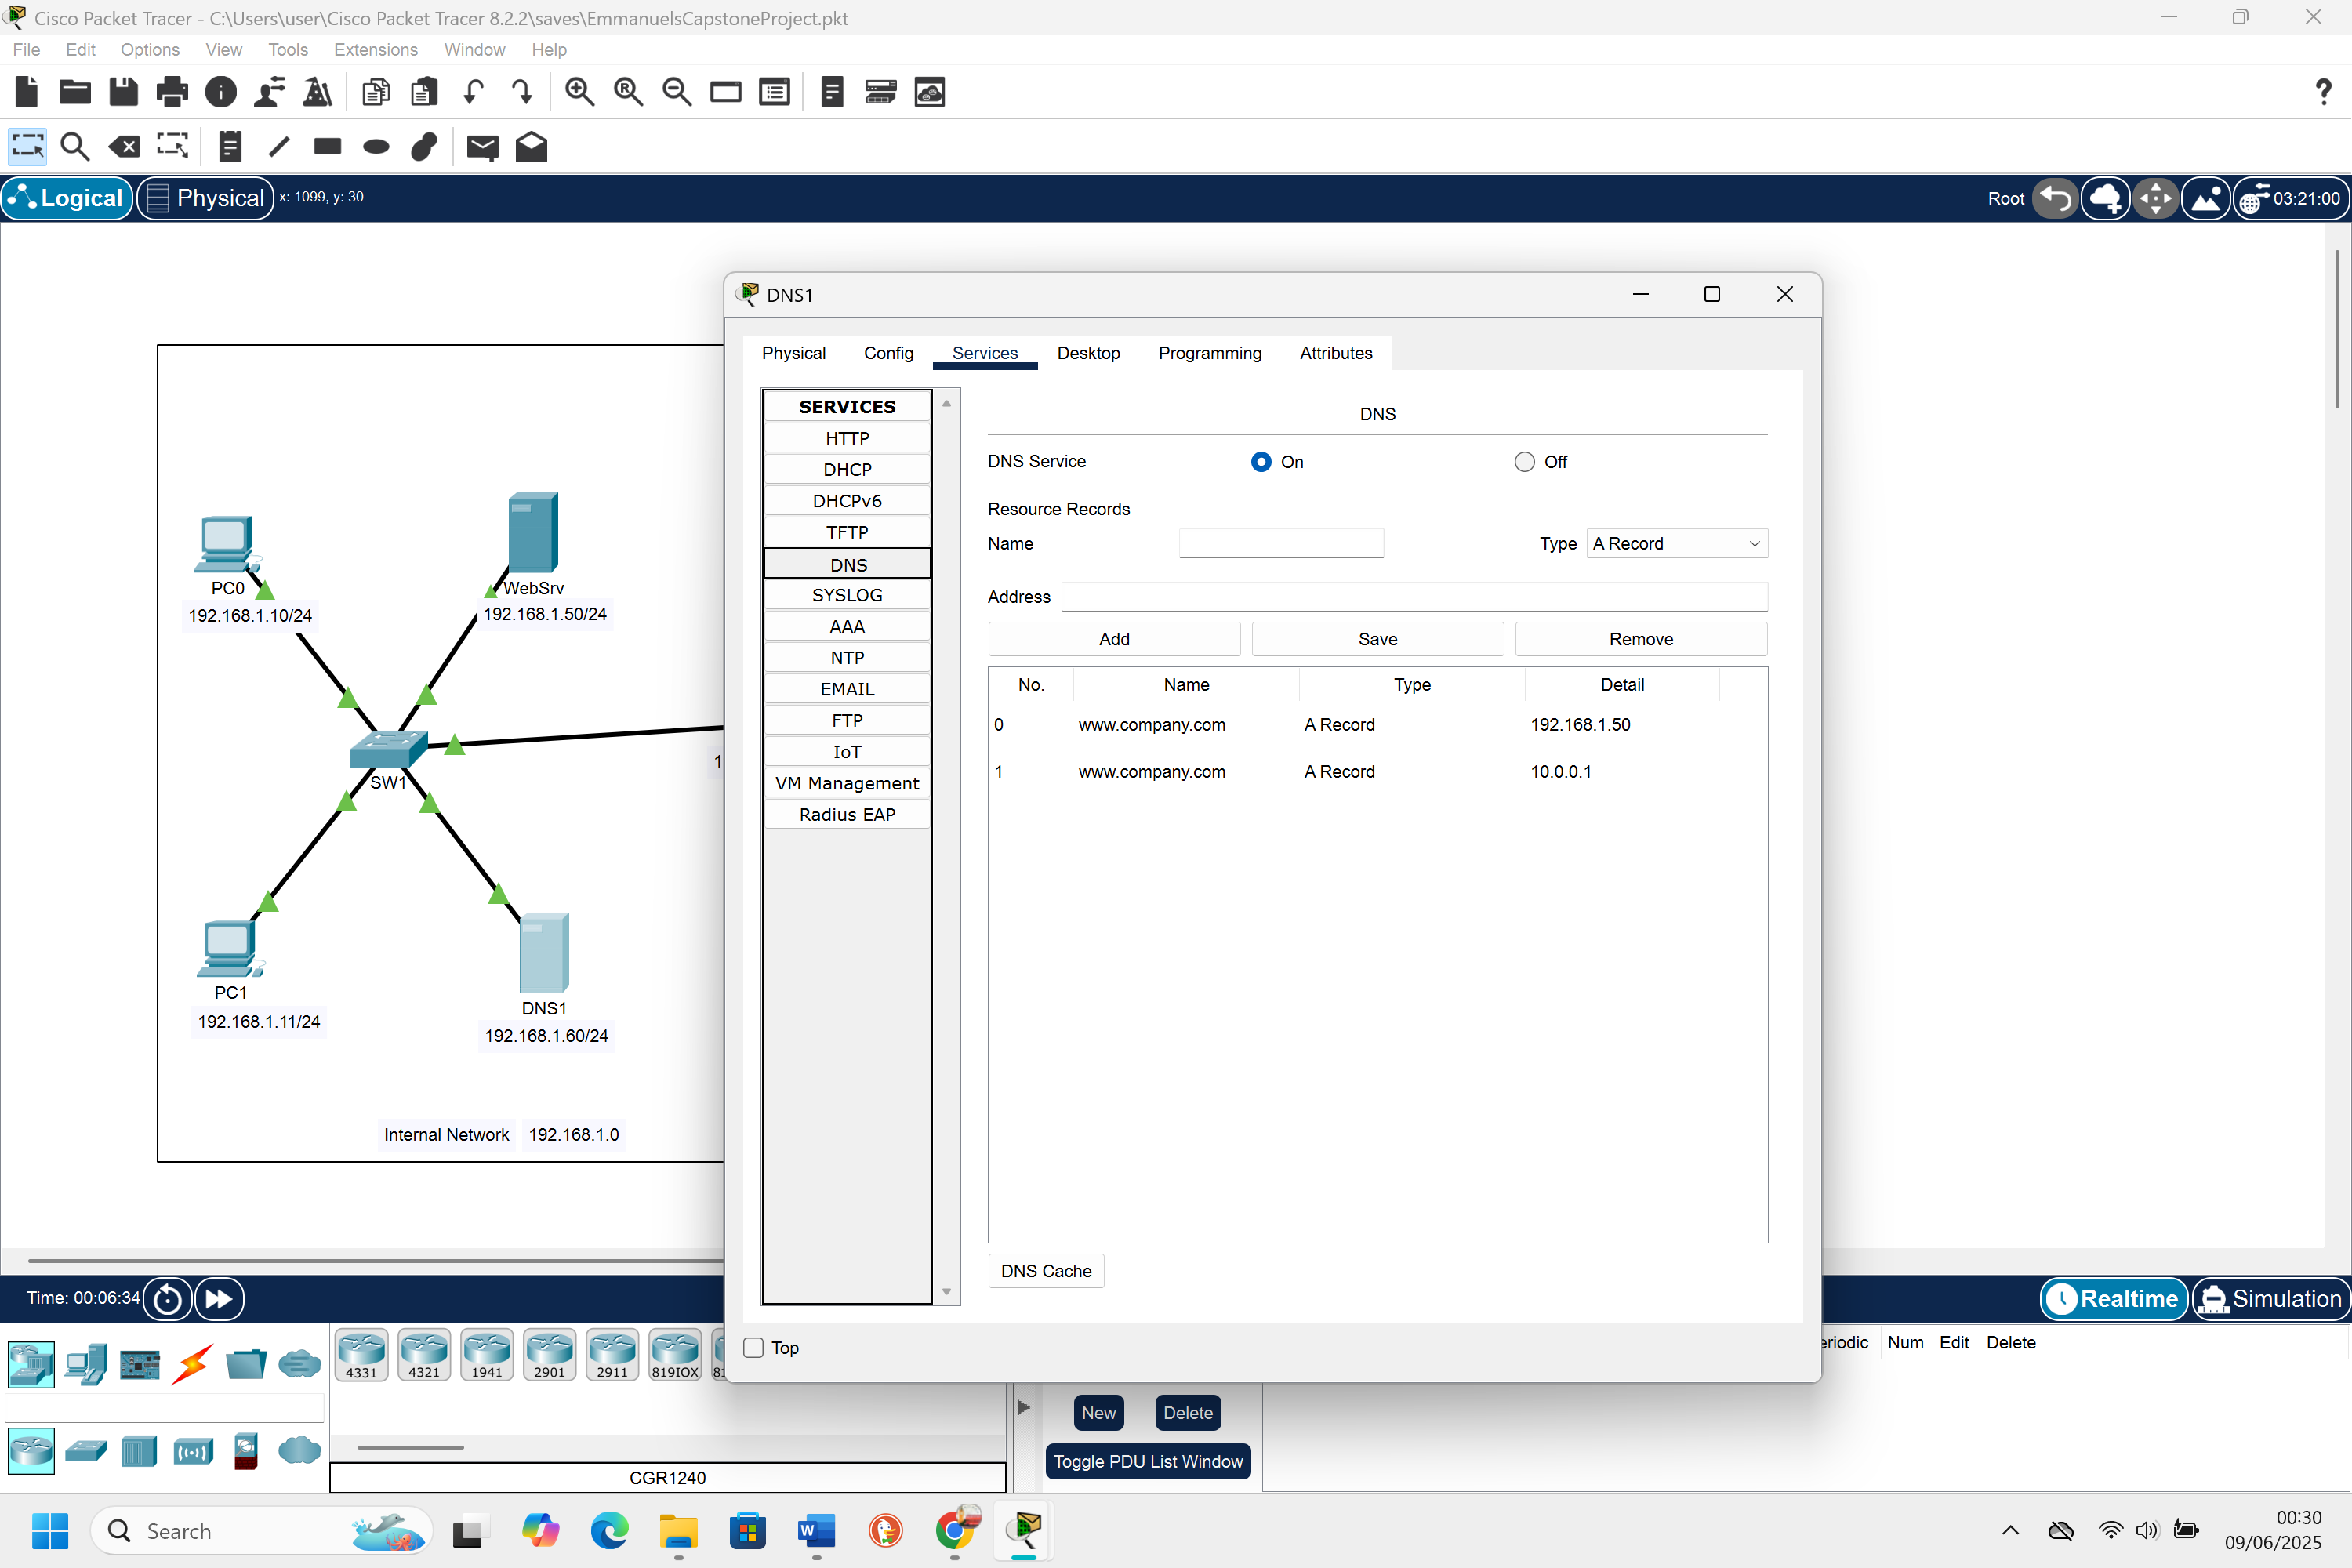 Cisco Packet Tracer - C:\Users\user\Cisco Packet Tracer 8.2.2\saves\EmmanuelsCapstoneProject.pkt
File Edit Options View Tools Extensions Window Help
Logical Physical x: 1099, y: 30 Root 03:21:00
DNS1
Physical Config Services Desktop Programming Attributes
SERVICES
HTTP
DHCP
DHCPv6
TFTP
DNS
SYSLOG
AAA
NTP
EMAIL
FTP
IoT
VM Management
Radius EAP
DNS
DNS Service On Off
Resource Records
Name Type A Record
Address
Add Save Remove
No. Name Type Detail
0 www.company.com A Record 192.168.1.50
1 www.company.com A Record 10.0.0.1
DNS Cache
Top
PC0
192.168.1.10/24
WebSrv
192.168.1.50/24
SW1
PC1
192.168.1.11/24
DNS1
192.168.1.60/24
Internal Network 192.168.1.0
Time: 00:06:34 Realtime Simulation
4331 4321 1941 2901 2911 819IOX
CGR1240
New Delete
Toggle PDU List Window
eriodic Num Edit Delete
Search
00:30
09/06/2025